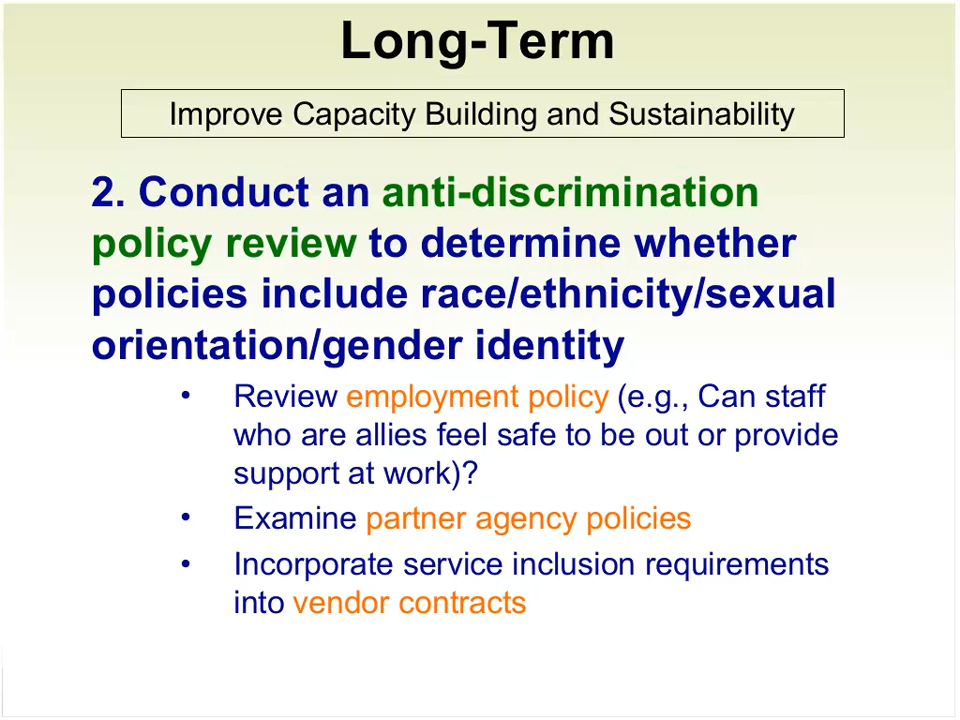 Long-Term
Improve Capacity Building and Sustainability
2. Conduct an anti-discrimination
policy review to determine whether
policies include race/ethnicity/sexual
orientation/gender identity
• Review employment policy (e.g., Can staff
who are allies feel safe to be out or provide
support at work)?
• Examine partner agency policies
• Incorporate service inclusion requirements
into vendor contracts